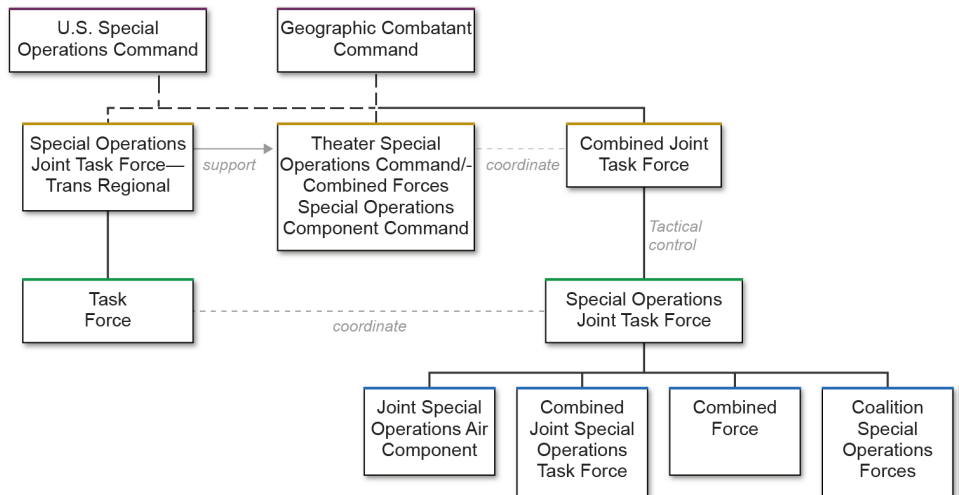 U.S. Special
Operations Command
Geographic Combatant
Command
Special Operations
Joint Task Force—
Trans Regional
support
Theater Special
Operations Command/-
Combined Forces
Special Operations
Component Command
coordinate
Combined Joint
Task Force
Tactical
control
Task
Force
coordinate
Special Operations
Joint Task Force
Joint Special
Operations Air
Component
Combined
Joint Special
Operations
Task Force
Combined
Force
Coalition
Special
Operations
Forces